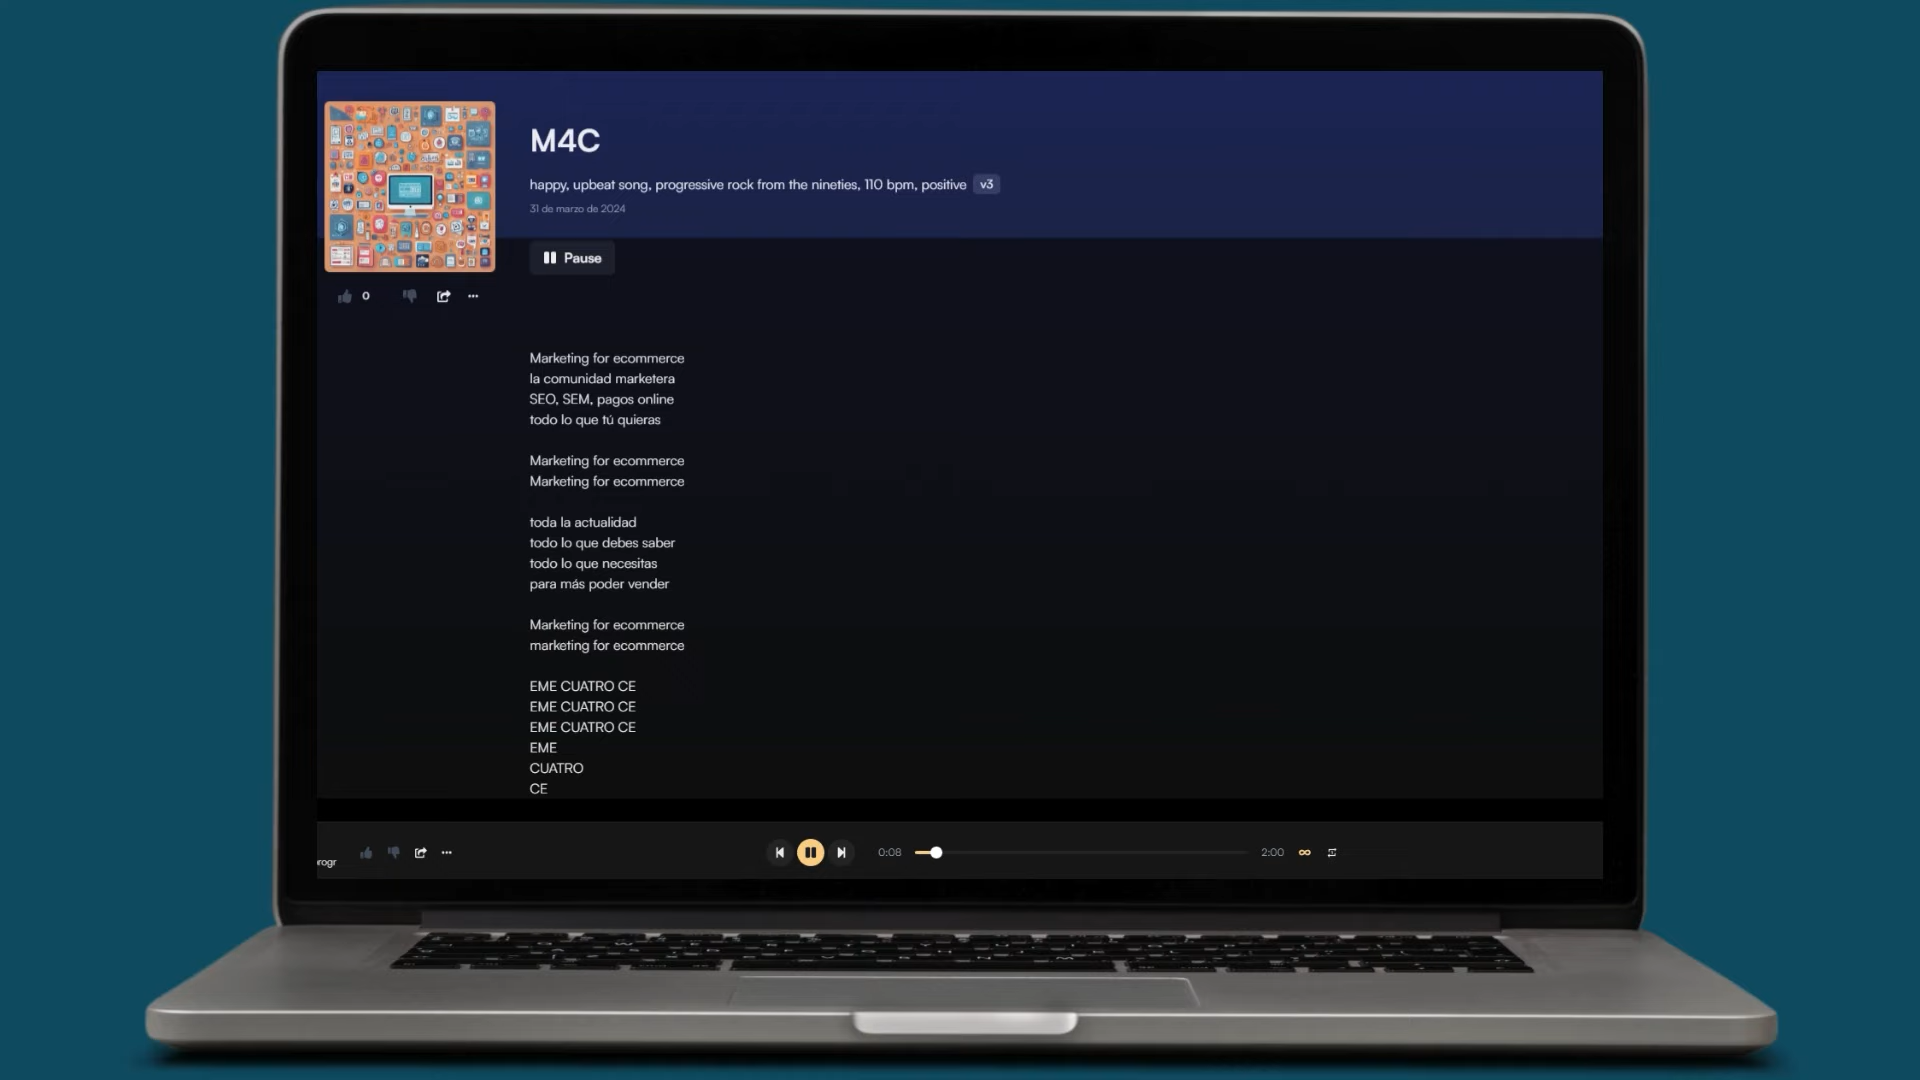 M4C
happy, upbeat song, progressive rock from the nineties, 110 bpm, positive v3
31 de marzo de 2024
Pause
0
Marketing for ecommerce
la comunidad marketera
SEO, SEM, pagos online
todo lo que tú quieras
Marketing for ecommerce
Marketing for ecommerce
toda la actualidad
todo lo que debes saber
todo lo que necesitas
para más poder vender
Marketing for ecommerce
marketing for ecommerce
EME CUATRO CE
EME CUATRO CE
EME CUATRO CE
EME
CUATRO
CE
rogr
0:08
2:00